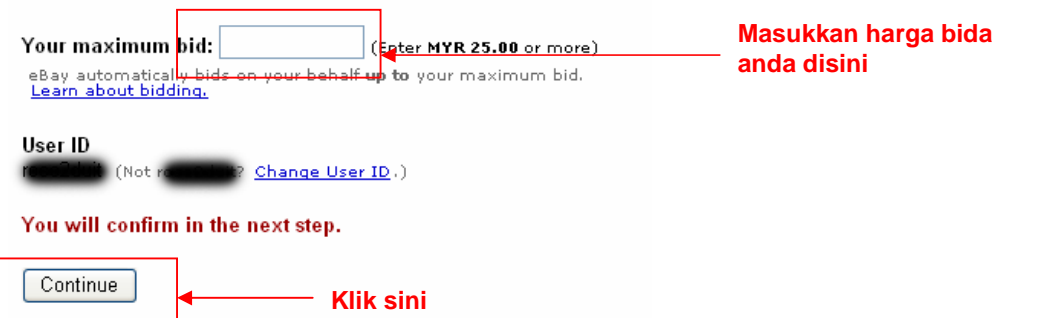 Your maximum bid: (Enter MYR 25.00 or more)
Masukkan harga bida
anda disini
eBay automatically bids on your behalf up to your maximum bid.
Learn about bidding.
User ID
(Not ? Change User ID.)
You will confirm in the next step.
Continue
Klik sini